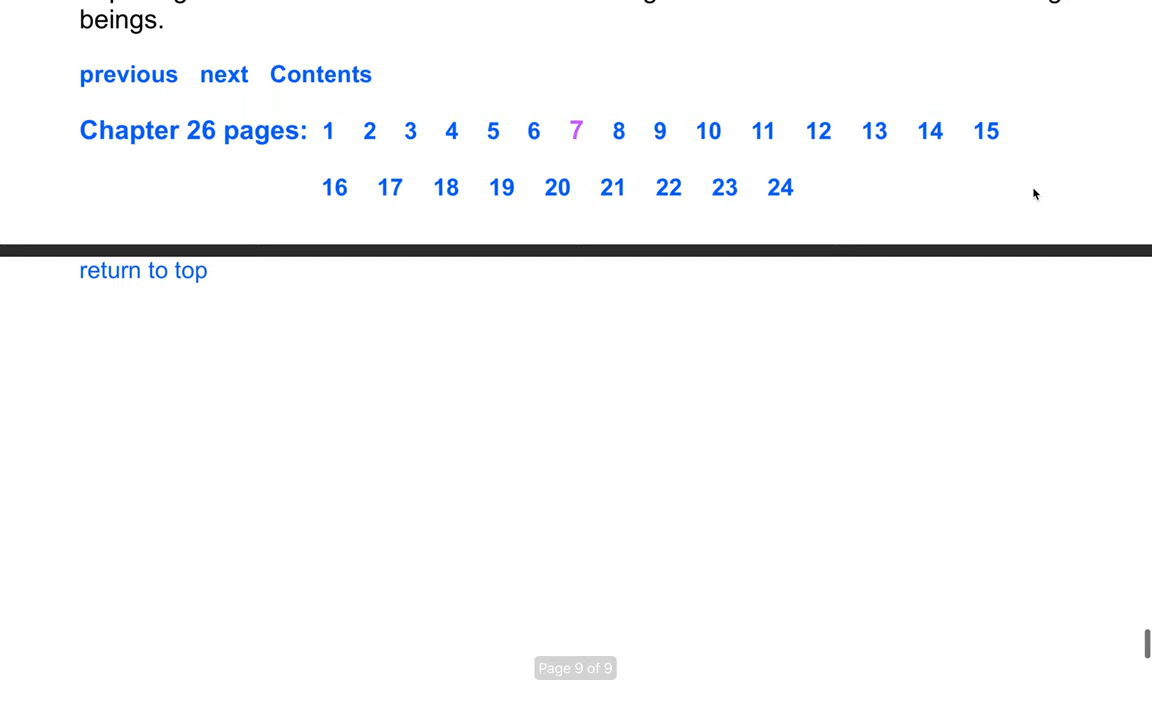 beings.
previous next Contents
Chapter 26 pages: 1 2 3 4 5 6 7 8 9 10 11 12 13 14 15
16 17 18 19 20 21 22 23 24
return to top
Page 9 of 9